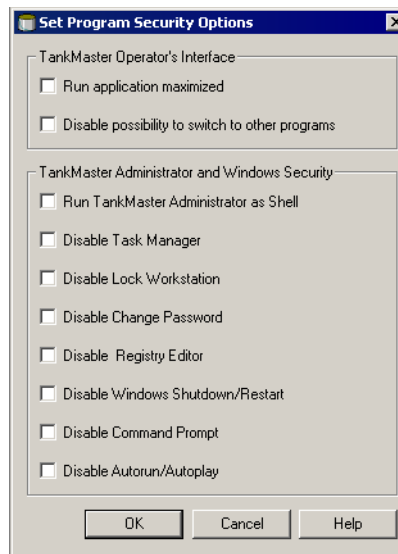 Set Program Security Options
TankMaster Operator's Interface
Run application maximized
Disable possibility to switch to other programs
TankMaster Administrator and Windows Security
Run TankMaster Administrator as Shell
Disable Task Manager
Disable Lock Workstation
Disable Change Password
Disable Registry Editor
Disable Windows Shutdown/Restart
Disable Command Prompt
Disable Autorun/Autoplay
OK Cancel Help